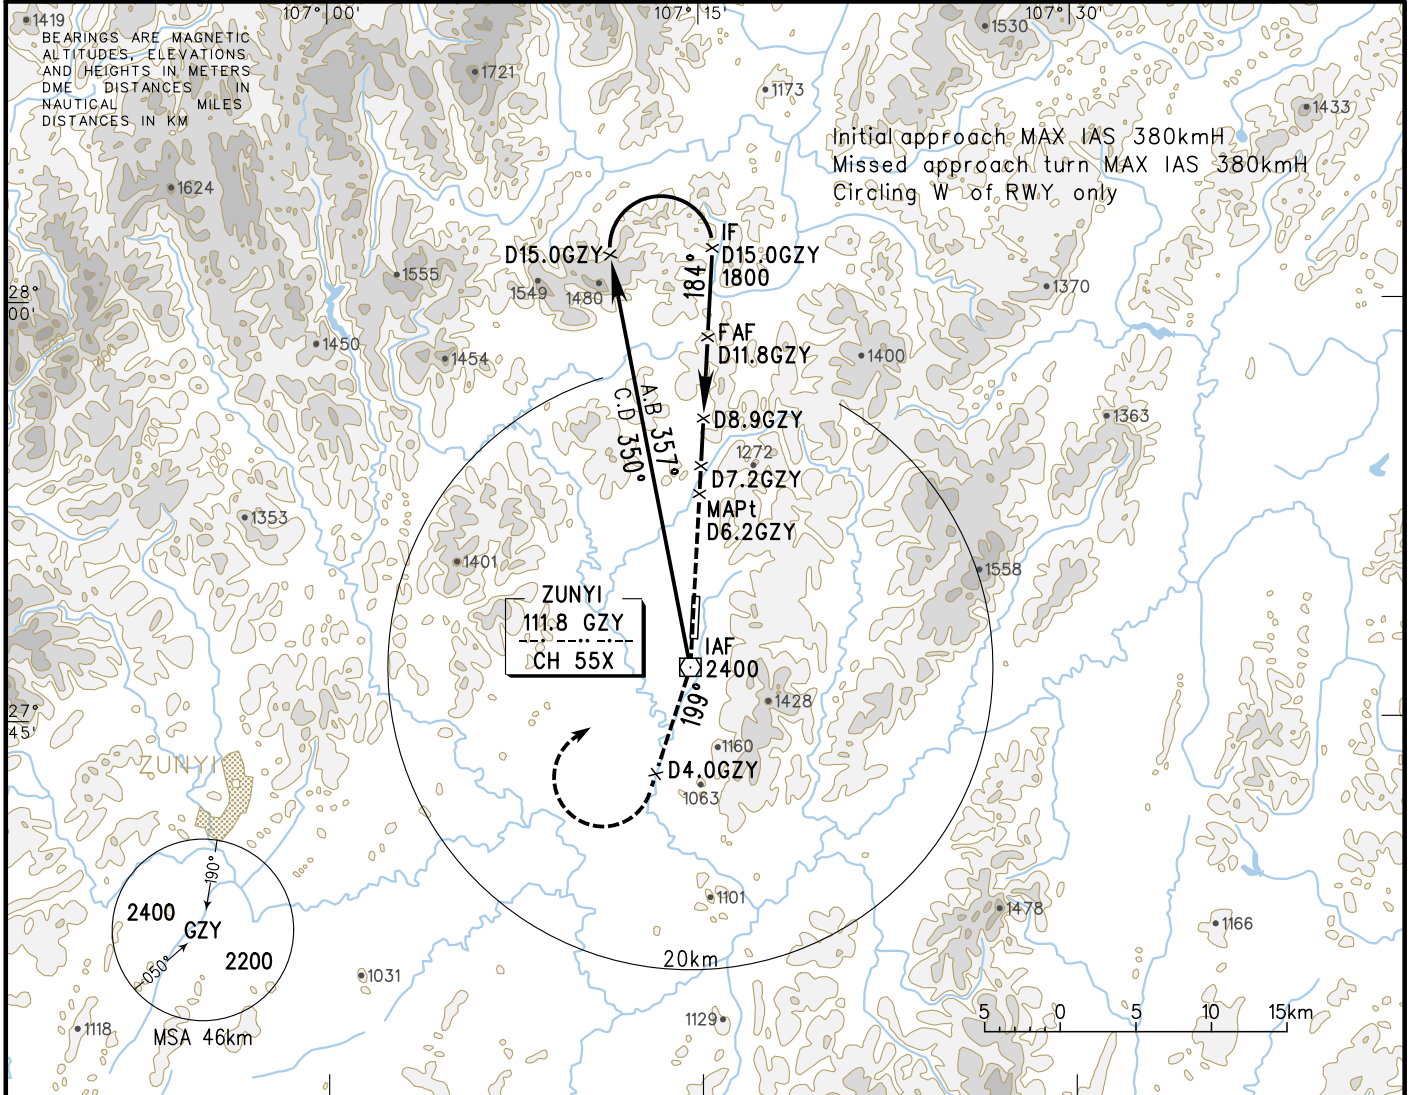 107° 00'
107° 15'
107° 30'
1419
BEARINGS ARE MAGNETIC
ALTITUDES, ELEVATIONS
AND HEIGHTS IN METERS
DME DISTANCES IN
NAUTICAL MILES
DISTANCES IN KM
1530
1721
1173
1433
Initial approach MAX IAS 380kmH
Missed approach turn MAX IAS 380kmH
Circling W of RWY only
1624
D15.0GZY
IF
D15.0GZY
1800
184°
1555
1549
1480
1370
28°
00'
1450
1454
FAF
D11.8GZY
1400
A.B 357°
C.D 350°
D8.9GZY
1363
1272
D7.2GZY
MAPt
D6.2GZY
1353
1401
1558
ZUNYI
111.8 GZY
CH 55X
IAF
2400
199°
1428
27°
45'
1160
ZUNYI
D4.0GZY
1063
190°
2400
GZY
2200
050°
MSA 46km
1101
1478
1166
20km
1031
1118
1129
5 0 5 10 15km